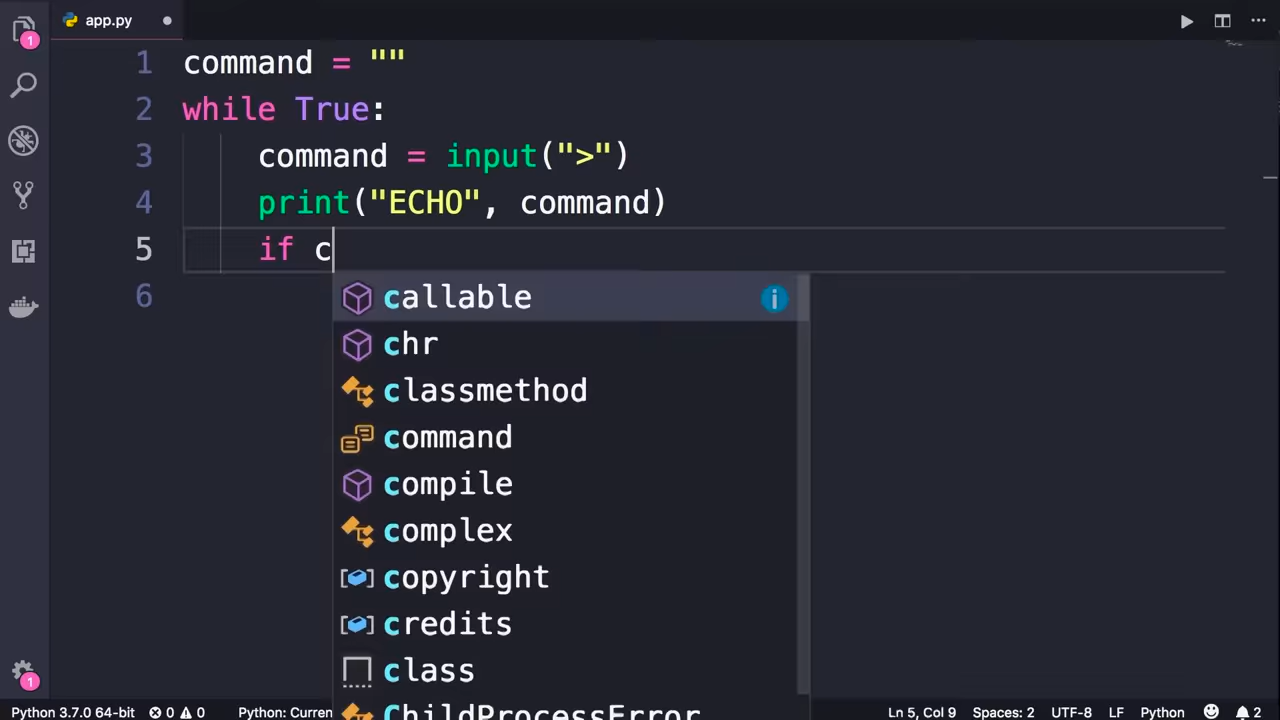 app.py
1
1 command = ""
2 while True:
3 command = input(">")
4 print("ECHO", command)
5 if c
6
callable
chr
classmethod
command
compile
complex
copyright
credits
class
ChildProcessError
1
Python 3.7.0 64-bit 0 0 Python: Curren Ln 5, Col 9 Spaces: 2 UTF-8 LF Python 2